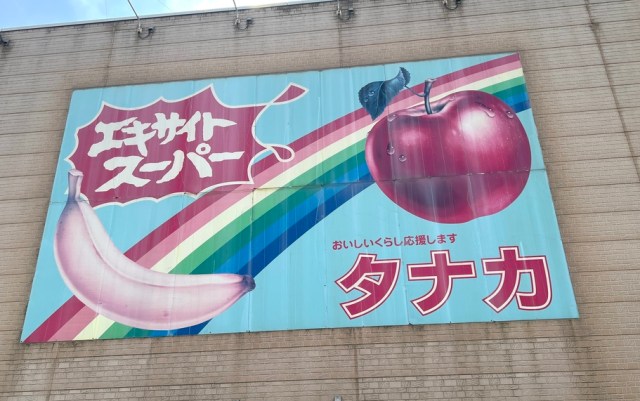 エキサイト
スーパー
おいしいくらし応援します
タナカ